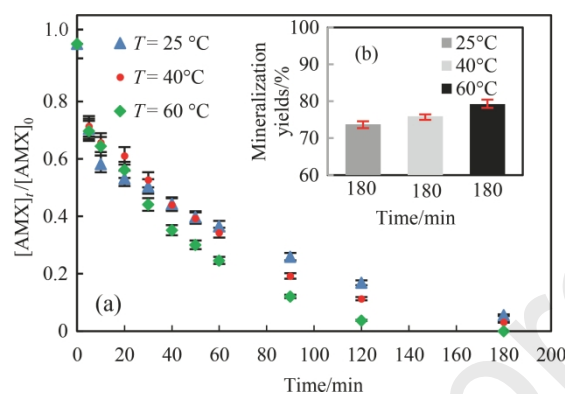 1.0
0.8
0.6
0.4
0.2
0
[AMX]t/[AMX]0
T = 25 °C
T = 40°C
T = 60 °C
(a)
0 20 40 60 80 100 120 140 160 180 200
Time/min
(b)
25°C
40°C
60°C
100
90
80
70
60
Mineralization
yields/%
180 180 180
Time/min